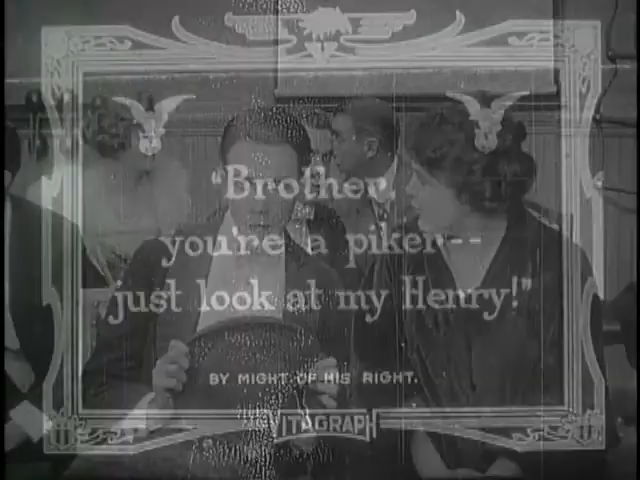 "Brother,
you're a piker--
just look at my Henry!"
BY MIGHT OF HIS RIGHT.
VITAGRAPH